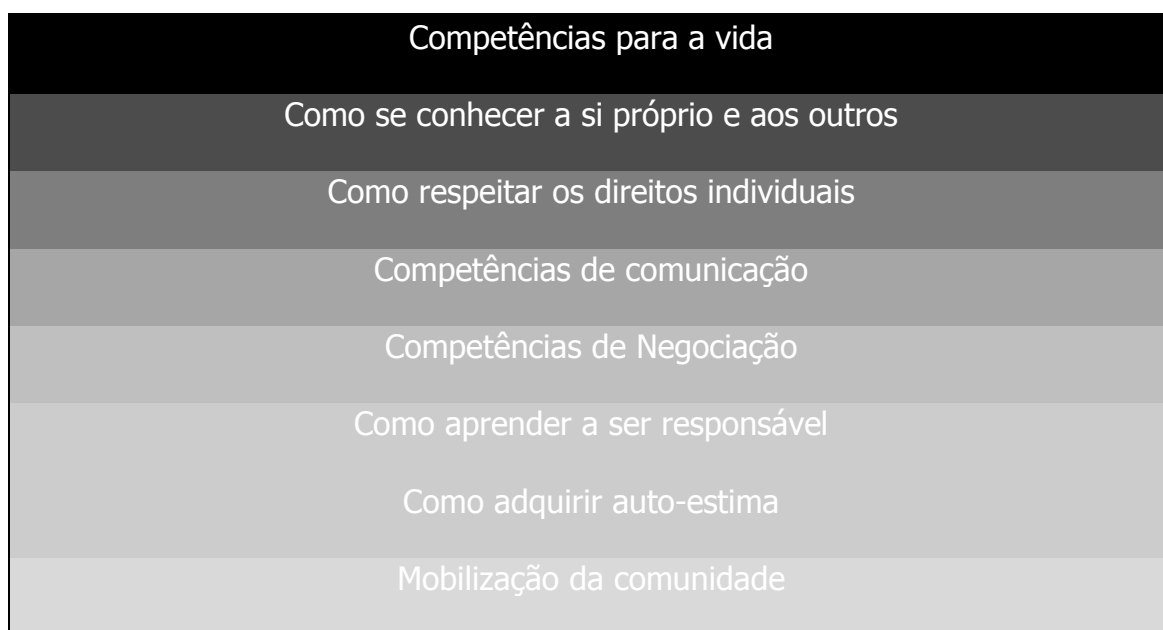 Competências para a vida
Como se conhecer a si próprio e aos outros
Como respeitar os direitos individuais
Competências de comunicação
Competências de Negociação
Como aprender a ser responsável
Como adquirir auto-estima
Mobilização da comunidade